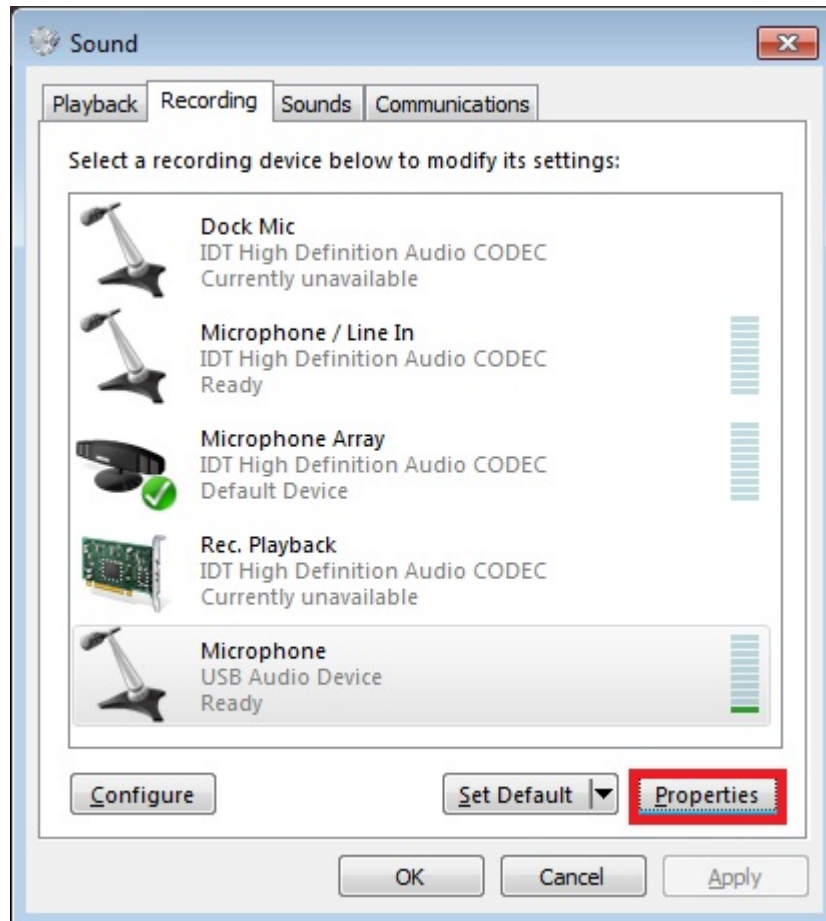 Sound
Playback Recording Sounds Communications
Select a recording device below to modify its settings:
Dock Mic
IDT High Definition Audio CODEC
Currently unavailable
Microphone / Line In
IDT High Definition Audio CODEC
Ready
Microphone Array
IDT High Definition Audio CODEC
Default Device
Rec. Playback
IDT High Definition Audio CODEC
Currently unavailable
Microphone
USB Audio Device
Ready
Configure Set Default Properties
OK Cancel Apply